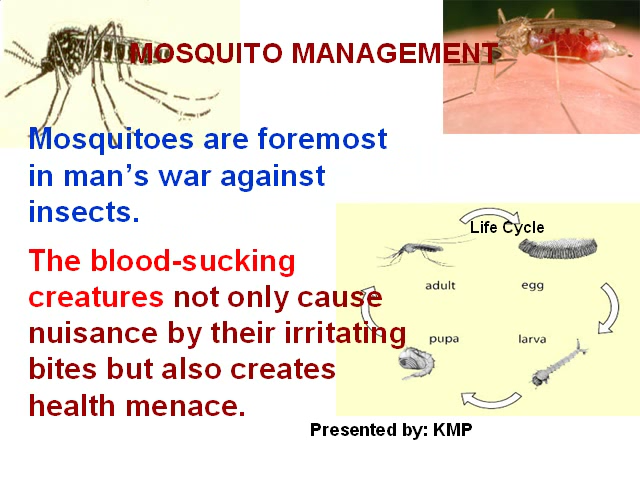 MOSQUITO MANAGEMENT
Mosquitoes are foremost
in man's war against
insects.
The blood-sucking
creatures not only cause
nuisance by their irritating
bites but also creates
health menace.
Life Cycle
adult
egg
pupa
larva
Presented by: KMP